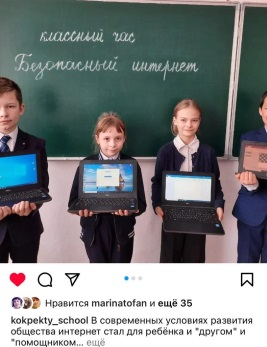 классный час
Безопасный интернет
Нравится marinatofan и ещё 35
kokpekty_school В современных условиях развития
общества интернет стал для ребёнка и "другом" и
"помощником... ещё